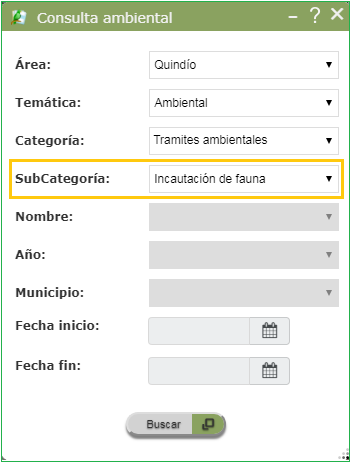 Consulta ambiental
Área: Quindío
Temática: Ambiental
Categoría: Tramites ambientales
SubCategoría: Incautación de fauna
Nombre:
Año:
Municipio:
Fecha inicio:
Fecha fin:
Buscar